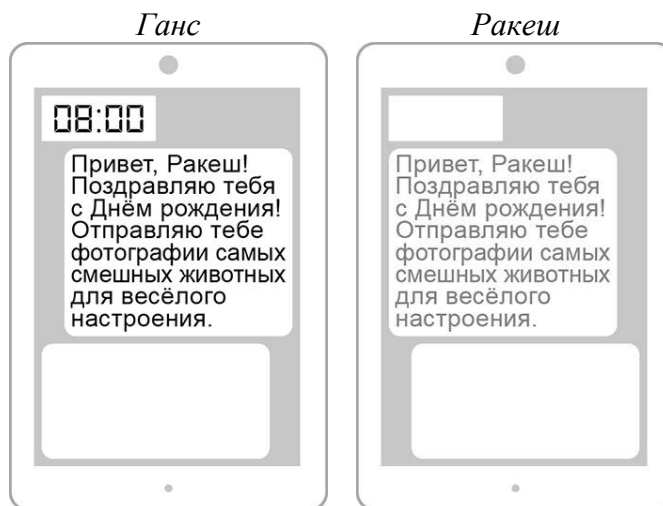 Ганс
Ракеш
08:00
Привет, Ракеш!
Поздравляю тебя
с Днём рождения!
Отправляю тебе
фотографии самых
смешных животных
для весёлого
настроения.
Привет, Ракеш!
Поздравляю тебя
с Днём рождения!
Отправляю тебе
фотографии самых
смешных животных
для весёлого
настроения.